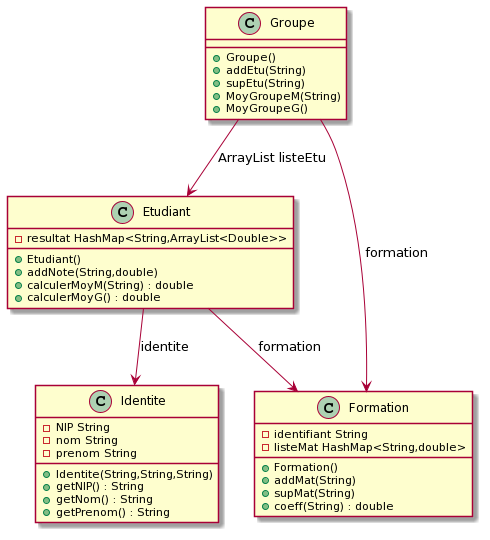 C Groupe
Groupe()
addEtu(String)
supEtu(String)
MoyGroupeM(String)
MoyGroupeG()
ArrayList listeEtu
C Etudiant
resultat HashMap<String,ArrayList<Double>>
Etudiant()
addNote(String,double)
calculerMoyM(String) : double
calculerMoyG() : double
formation
identite
formation
C Identite
NIP String
nom String
prenom String
Identite(String,String,String)
getNIP() : String
getNom() : String
getPrenom() : String
C Formation
identifiant String
listeMat HashMap<String,double>
Formation()
addMat(String)
supMat(String)
coeff(String) : double